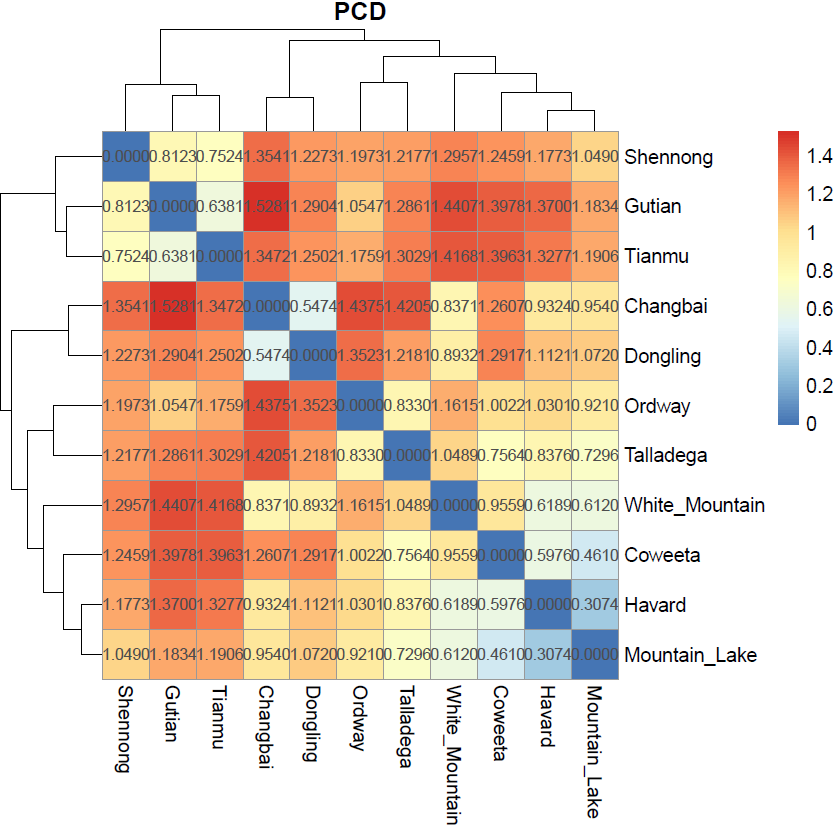 PCD
0.0000 0.8123 0.7524 1.3541 1.2273 1.1973 1.2177 1.2957 1.2459 1.1773 1.0490 Shennong
0.8123 0.0000 0.6381 1.5281 1.2904 1.0547 1.2861 1.4407 1.3978 1.3700 1.1834 Gutian
0.7524 0.6381 0.0000 1.3472 1.2502 1.1759 1.3029 1.4168 1.3963 1.3277 1.1906 Tianmu
1.3541 1.5281 1.3472 0.0000 0.5474 1.4375 1.4205 0.8371 1.2607 0.9324 0.9540 Changbai
1.2273 1.2904 1.2502 0.5474 0.0000 1.3523 1.2181 0.8932 1.2917 1.1121 1.0720 Dongling
1.1973 1.0547 1.1759 1.4375 1.3523 0.0000 0.8330 1.1615 1.0022 1.0301 0.9210 Ordway
1.2177 1.2861 1.3029 1.4205 1.2181 0.8330 0.0000 1.0489 0.7564 0.8376 0.7296 Talladega
1.2957 1.4407 1.4168 0.8371 0.8932 1.1615 1.0489 0.0000 0.9559 0.6189 0.6120 White_Mountain
1.2459 1.3978 1.3963 1.2607 1.2917 1.0022 0.7564 0.9559 0.0000 0.5976 0.4610 Coweeta
1.1773 1.3700 1.3277 0.9324 1.1121 1.0301 0.8376 0.6189 0.5976 0.0000 0.3074 Havard
1.0490 1.1834 1.1906 0.9540 1.0720 0.9210 0.7296 0.6120 0.4610 0.3074 0.0000 Mountain_Lake
Shennong
Gutian
Tianmu
Changbai
Dongling
Ordway
Talladega
White_Mountain
Coweeta
Havard
Mountain_Lake
1.4
1.2
1
0.8
0.6
0.4
0.2
0